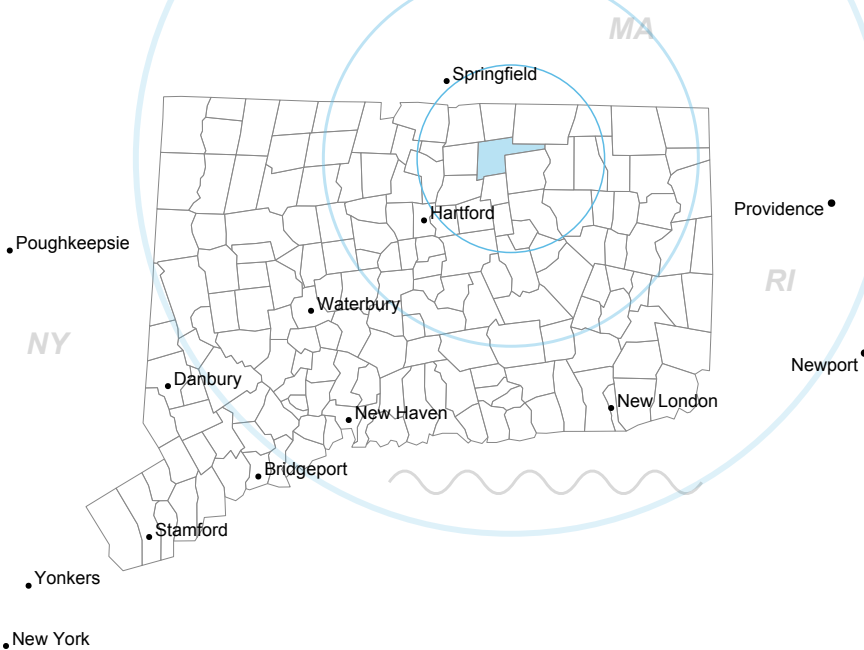 MA
Springfield
Providence
Hartford
Poughkeepsie
RI
Waterbury
NY
Newport
Danbury
New London
New Haven
Bridgeport
Stamford
Yonkers
New York